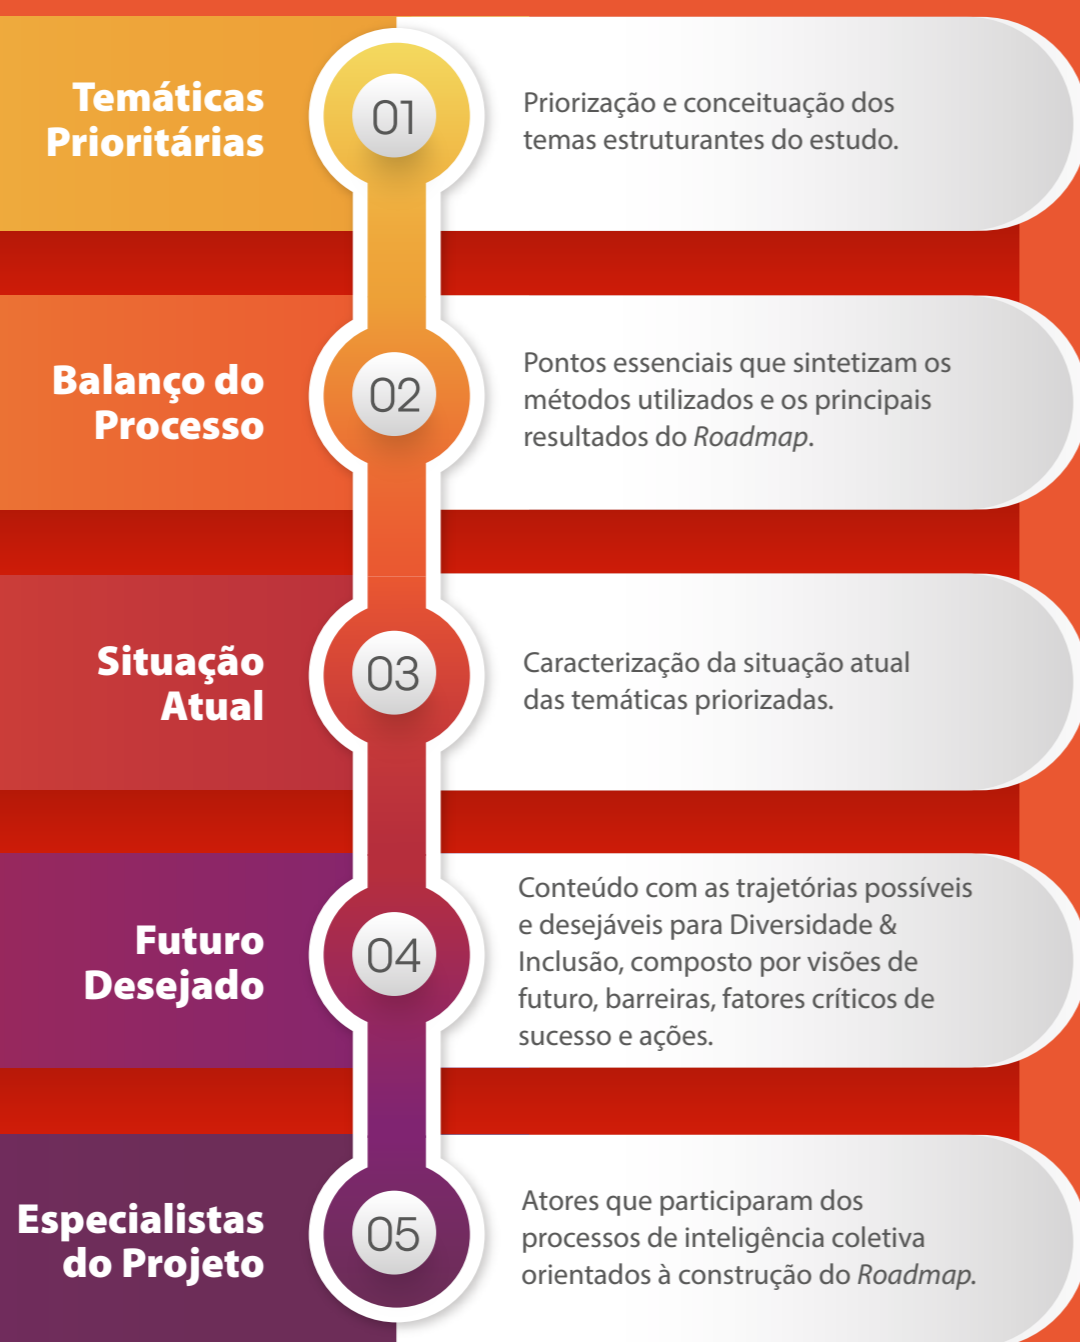 Temáticas
Prioritárias
01
Priorização e conceituação dos
temas estruturantes do estudo.
Balanço do
Processo
02
Pontos essenciais que sintetizam os
métodos utilizados e os principais
resultados do Roadmap.
Situação
Atual
03
Caracterização da situação atual
das temáticas priorizadas.
Futuro
Desejado
04
Conteúdo com as trajetórias possíveis
e desejáveis para Diversidade &
Inclusão, composto por visões de
futuro, barreiras, fatores críticos de
sucesso e ações.
Especialistas
do Projeto
05
Atores que participaram dos
processos de inteligência coletiva
orientados à construção do Roadmap.